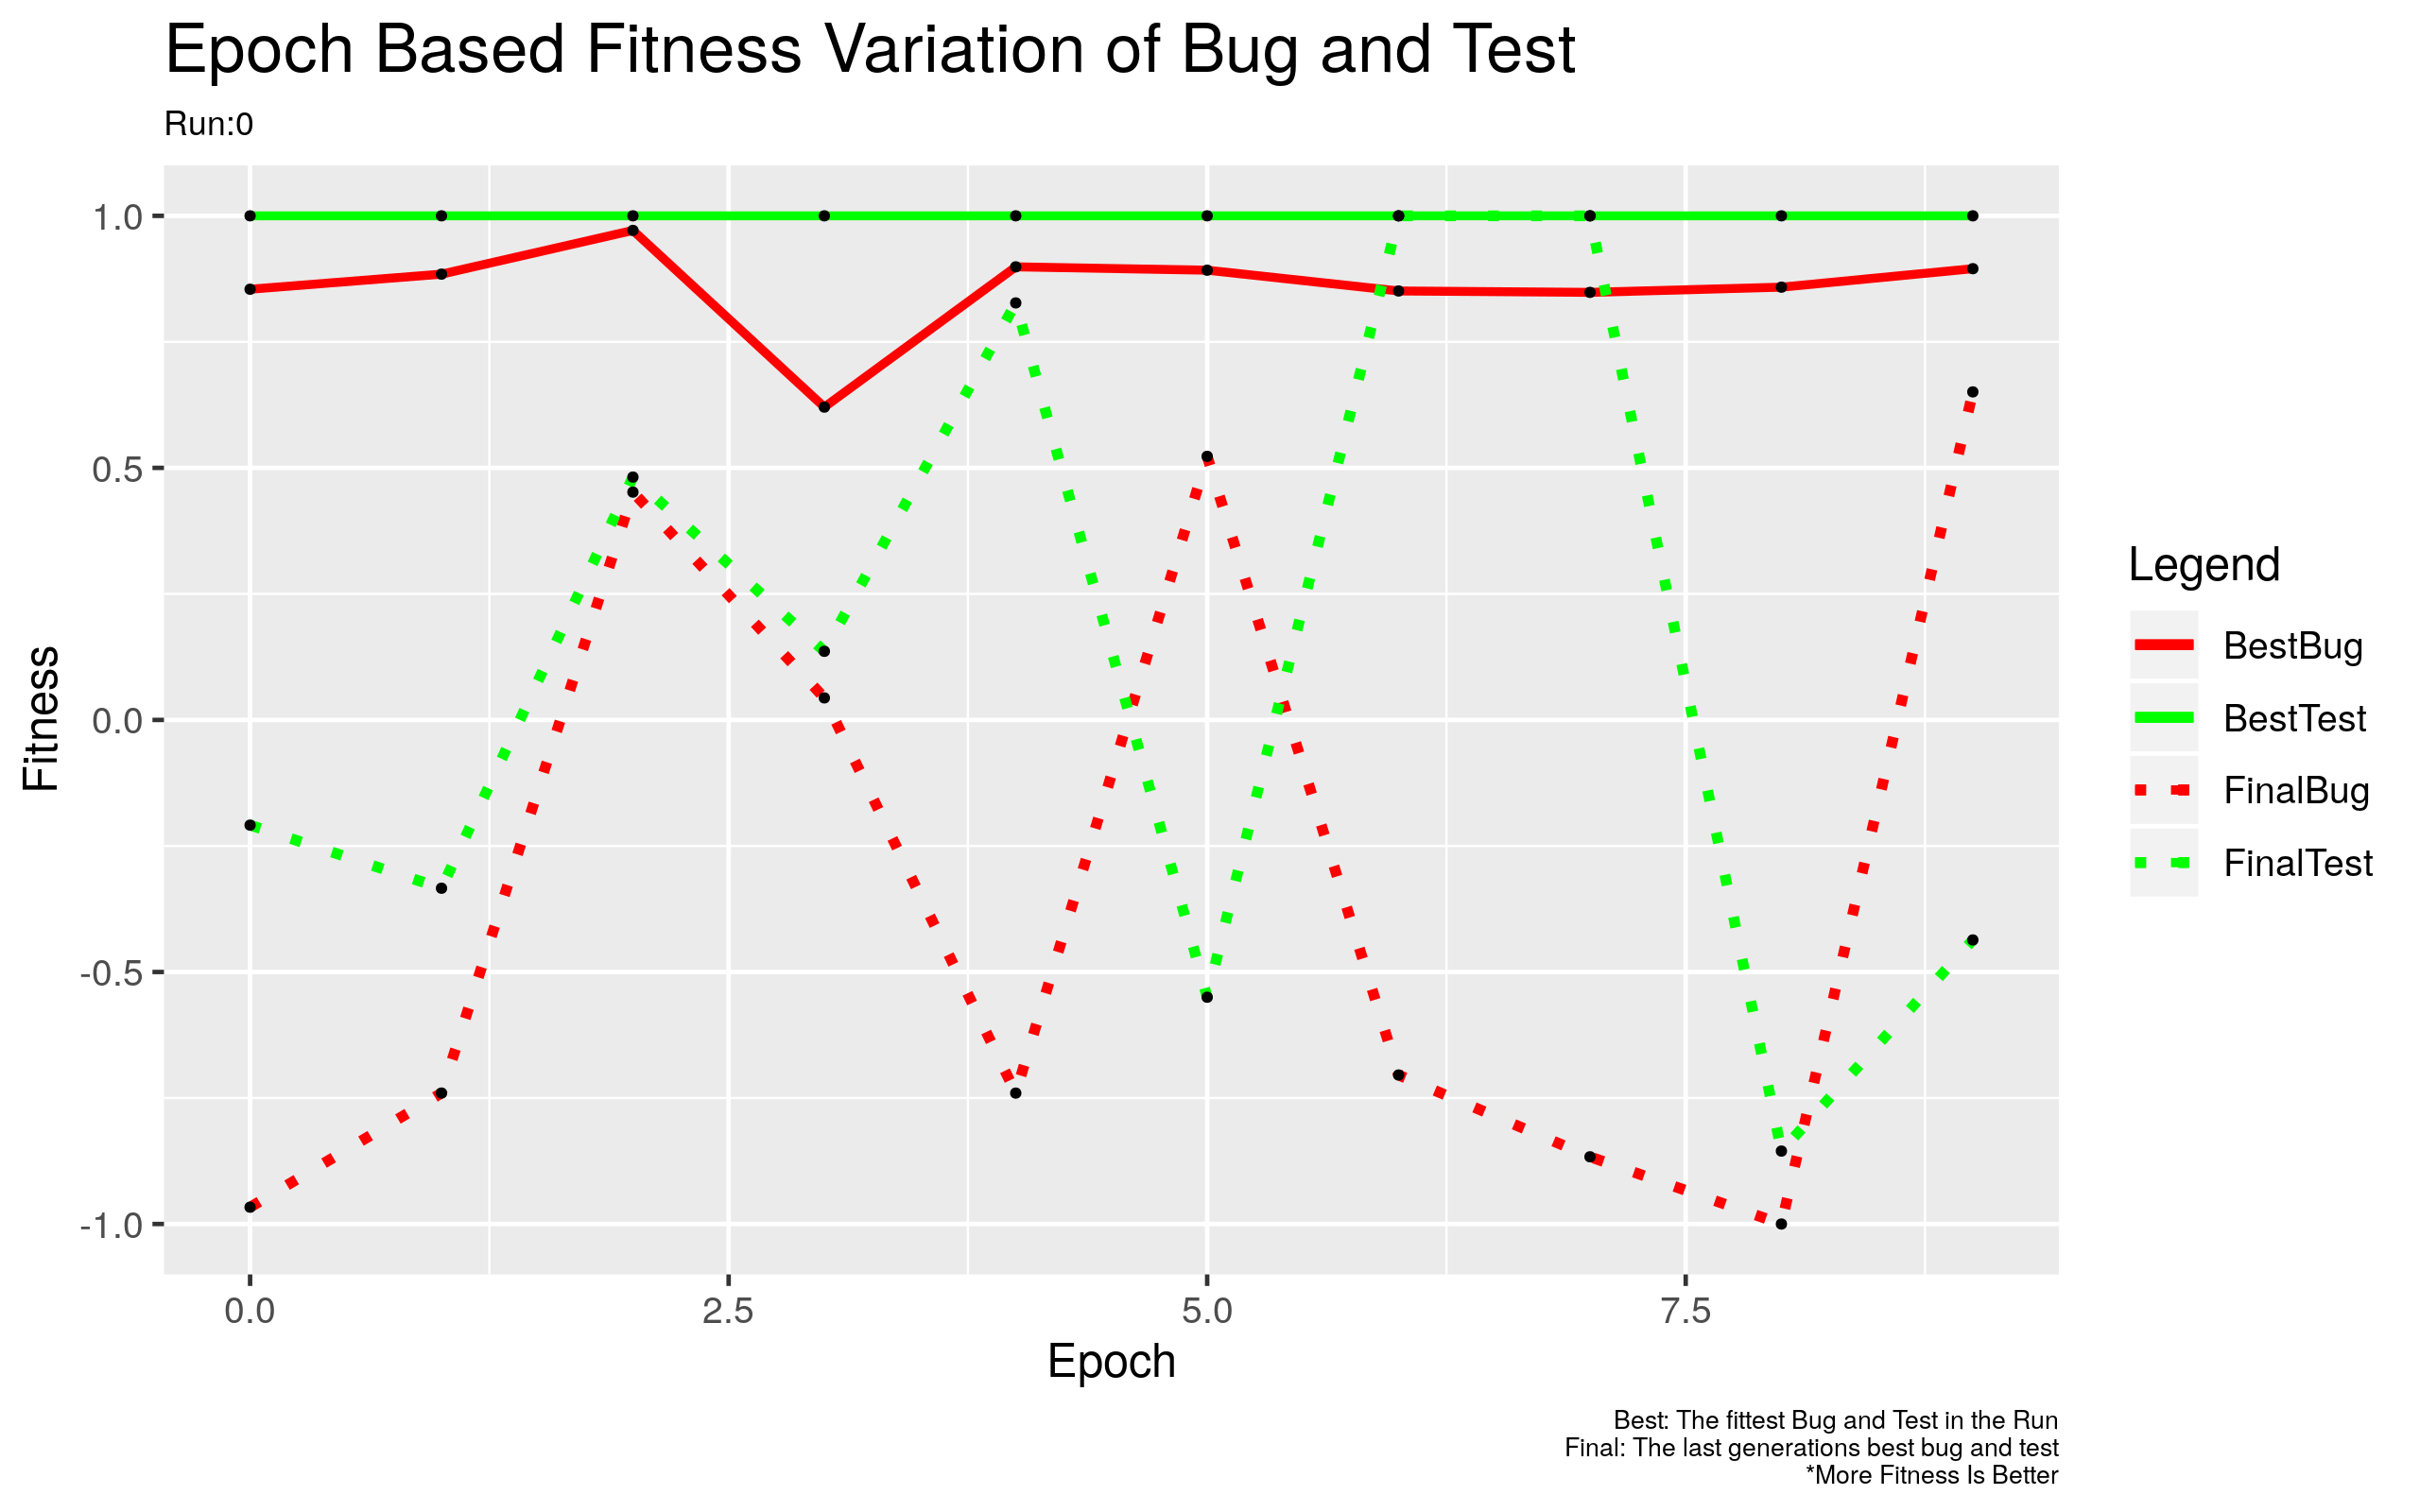 Epoch Based Fitness Variation of Bug and Test
Run:0
1.0
0.5
0.0
-0.5
-1.0
Fitness
0.0 2.5 5.0 7.5
Epoch
Legend
BestBug
BestTest
FinalBug
FinalTest
Best: The fittest Bug and Test in the Run
Final: The last generations best bug and test
*More Fitness Is Better